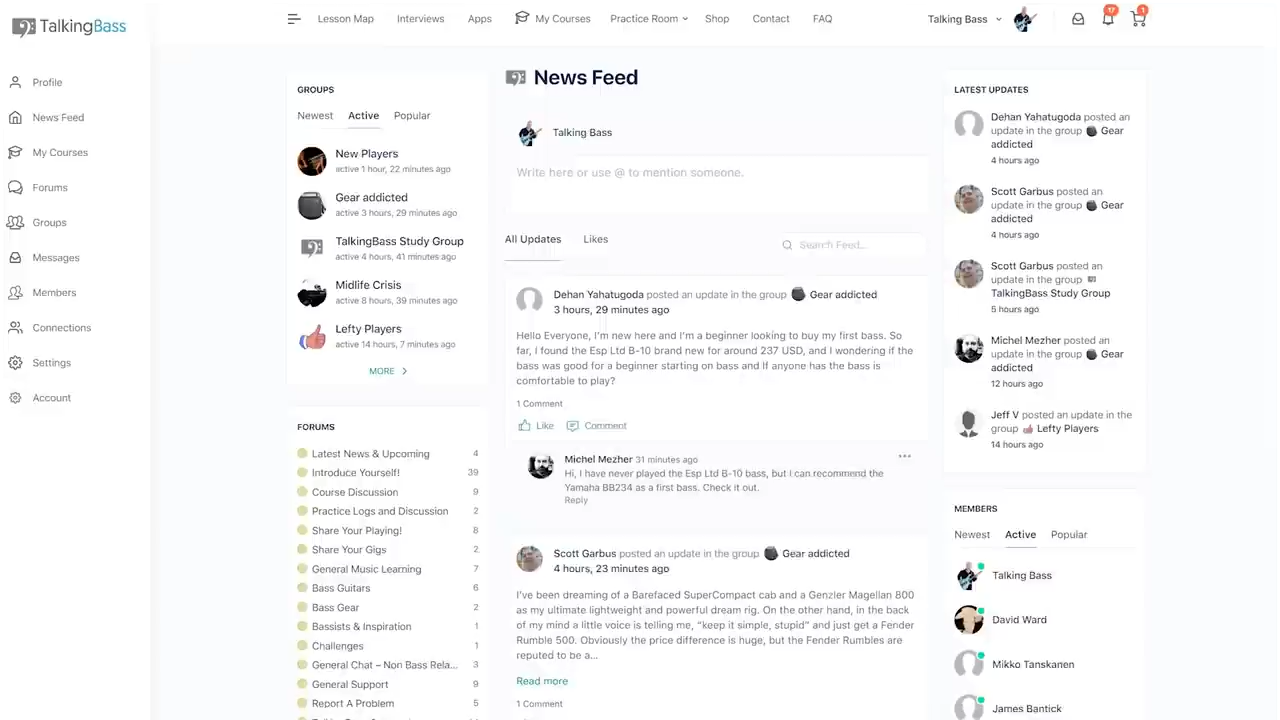 TalkingBass
Lesson Map
Interviews
Apps
My Courses
Practice Room
Shop
Contact
FAQ
Talking Bass
17
1
Profile
News Feed
My Courses
Forums
Groups
Messages
Members
Connections
Settings
Account
GROUPS
Newest Active Popular
New Players
active 1 hour, 22 minutes ago
Gear addicted
active 3 hours, 29 minutes ago
TalkingBass Study Group
active 4 hours, 41 minutes ago
Midlife Crisis
active 8 hours, 39 minutes ago
Lefty Players
active 14 hours, 7 minutes ago
MORE
FORUMS
Latest News & Upcoming 4
Introduce Yourself! 39
Course Discussion 9
Practice Logs and Discussion 2
Share Your Playing! 8
Share Your Gigs 2
General Music Learning 7
Bass Guitars 6
Bass Gear 2
Bassists & Inspiration 1
Challenges 1
General Chat – Non Bass Rela... 3
General Support 9
Report A Problem 5
News Feed
Talking Bass
Write here or use @ to mention someone.
All Updates Likes
Search Feed...
Dehan Yahatugoda posted an update in the group Gear addicted
3 hours, 29 minutes ago
Hello Everyone, I'm new here and I'm a beginner looking to buy my first bass. So
far, i found the Esp Ltd B-10 brand new for around 237 USD, and I wondering if the
bass was good for a beginner starting on bass and If anyone has the bass is
comfortable to play?
1 Comment
Like Comment
Michel Mezher 31 minutes ago
Hi, I have never played the Esp Ltd B-10 bass, but I can recommend the
Yamaha BB234 as a first bass. Check it out.
Reply
Scott Garbus posted an update in the group Gear addicted
4 hours, 23 minutes ago
I've been dreaming of a Barefaced SuperCompact cab and a Genzler Magellan 800
as my ultimate lightweight and powerful dream rig. On the other hand, in the back
of my mind a little voice is telling me, “keep it simple, stupid” and just get a Fender
Rumble 500. Obviously the price difference is huge, but the Fender Rumbles are
reputed to be a...
Read more
1 Comment
LATEST UPDATES
Dehan Yahatugoda posted an
update in the group Gear
addicted
4 hours ago
Scott Garbus posted an
update in the group Gear
addicted
4 hours ago
Scott Garbus posted an
update in the group
TalkingBass Study Group
5 hours ago
Michel Mezher posted an
update in the group Gear
addicted
12 hours ago
Jeff V posted an update in the
group Lefty Players
14 hours ago
MEMBERS
Newest Active Popular
Talking Bass
David Ward
Mikko Tanskanen
James Bantick